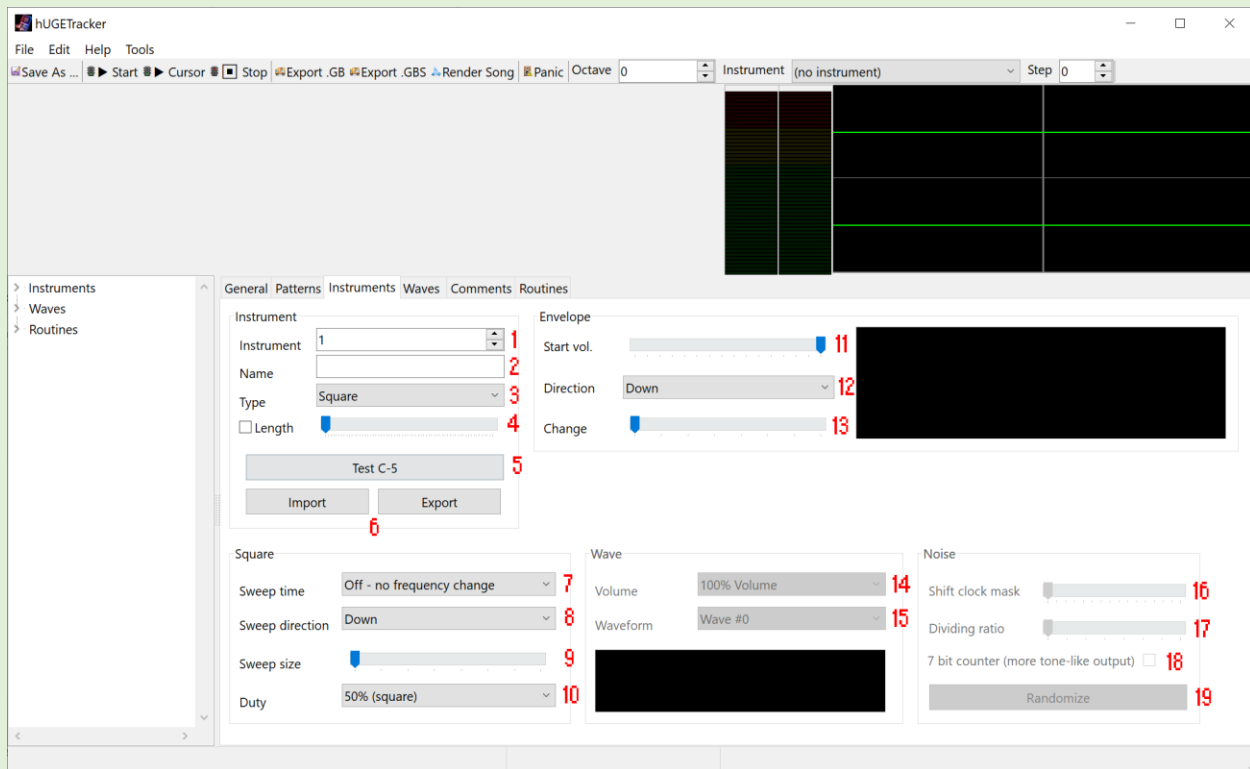 hUGETracker
File Edit Help Tools
Save As ... Start Cursor Stop Export .GB Export .GBS Render Song Panic Octave 0 Instrument (no instrument) Step 0
Instruments
Waves
Routines
General Patterns Instruments Waves Comments Routines
Instrument
Instrument 1 1
Name 2
Type Square 3
Length 4
Test C-5 5
Import Export
6
Envelope
Start vol. 11
Direction Down 12
Change 13
Square
Sweep time Off - no frequency change 7
Sweep direction Down 8
Sweep size 9
Duty 50% (square) 10
Wave
Volume 100% Volume 14
Waveform Wave #0 15
Noise
Shift clock mask 16
Dividing ratio 17
7 bit counter (more tone-like output) 18
Randomize 19